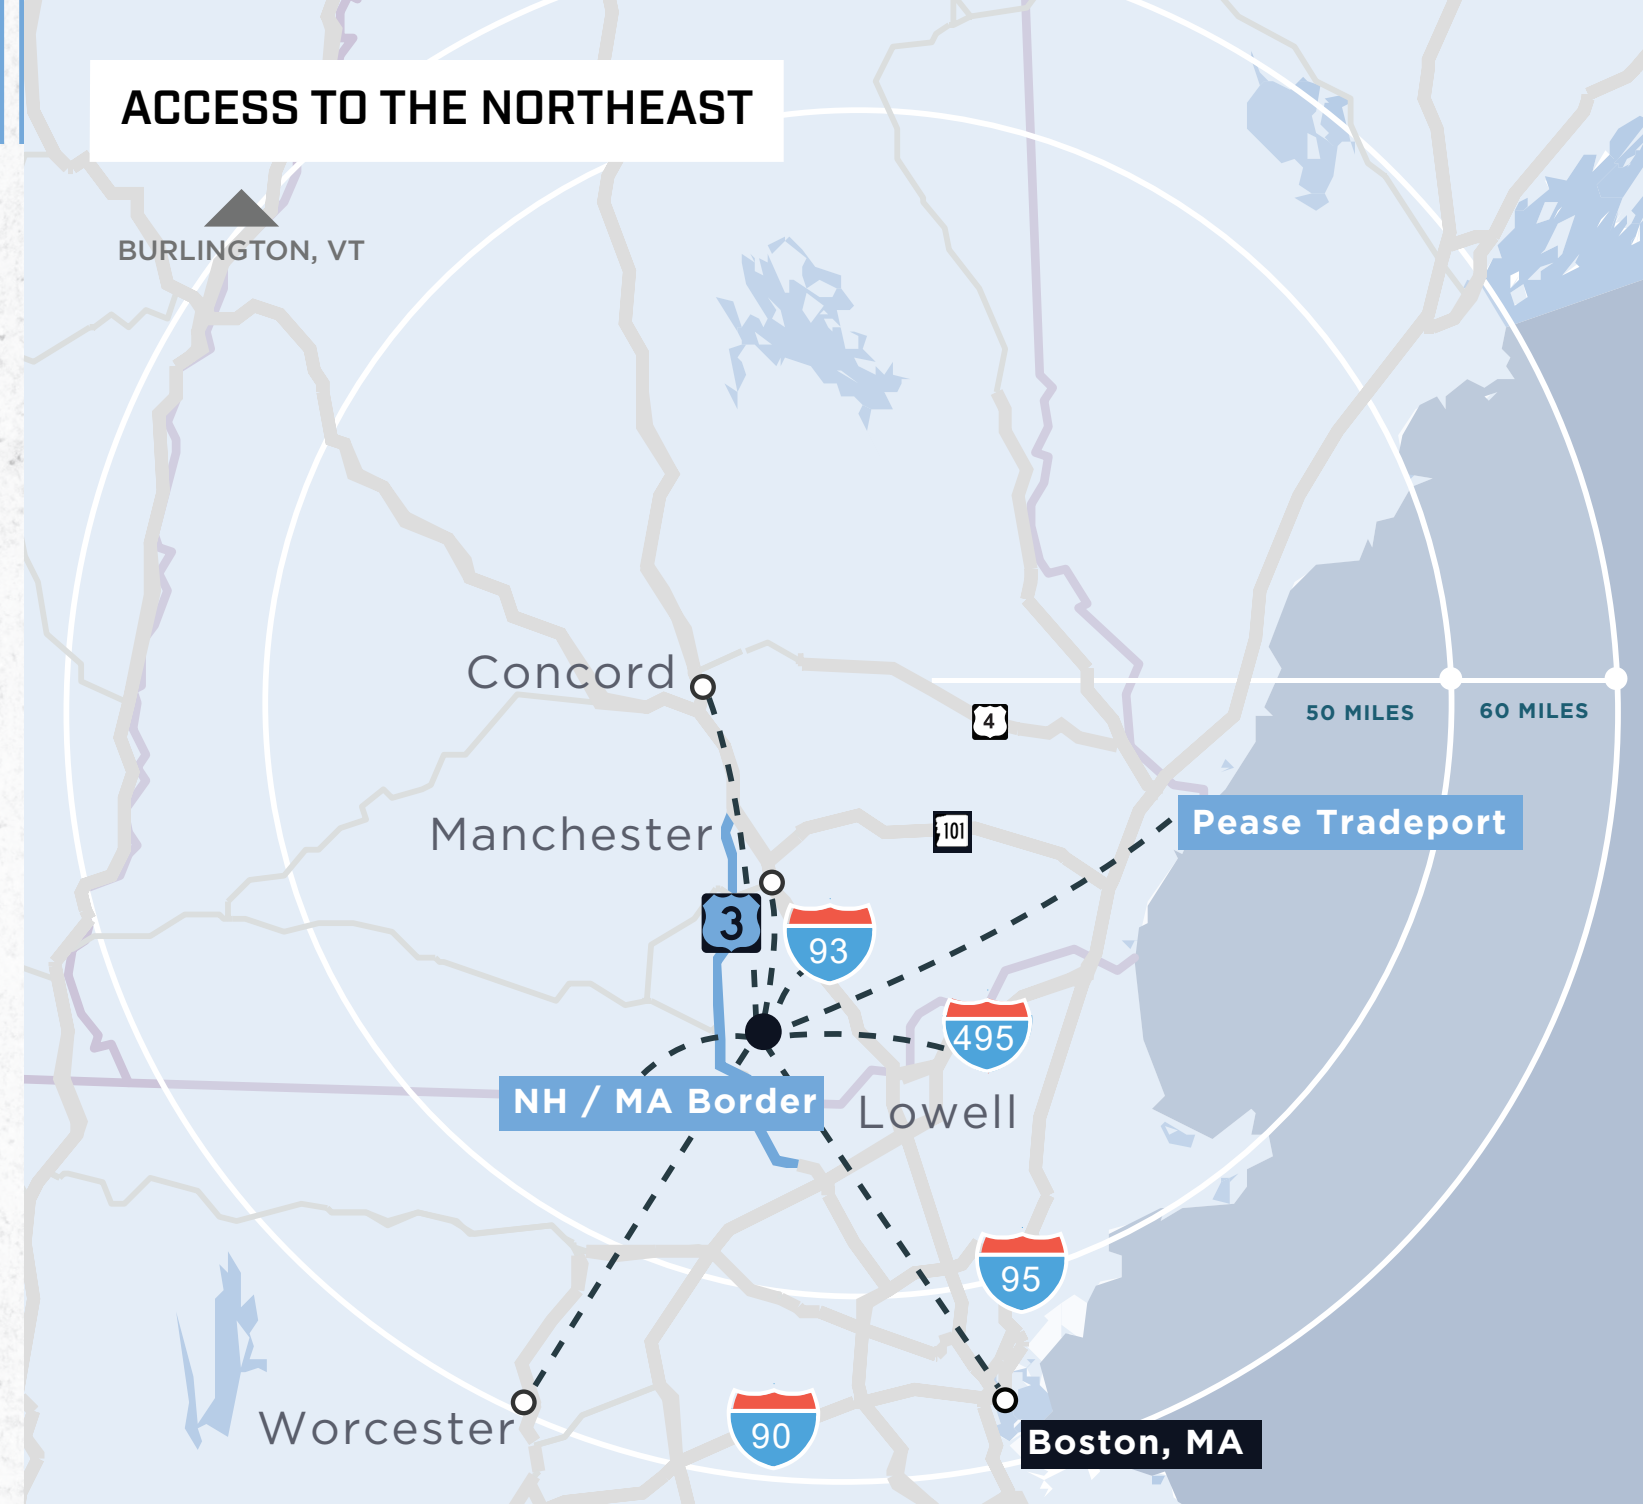 ACCESS TO THE NORTHEAST
BURLINGTON, VT
Concord
4
50 MILES
60 MILES
Manchester
101
Pease Tradeport
3
93
495
NH / MA Border
Lowell
95
Worcester
90
Boston, MA